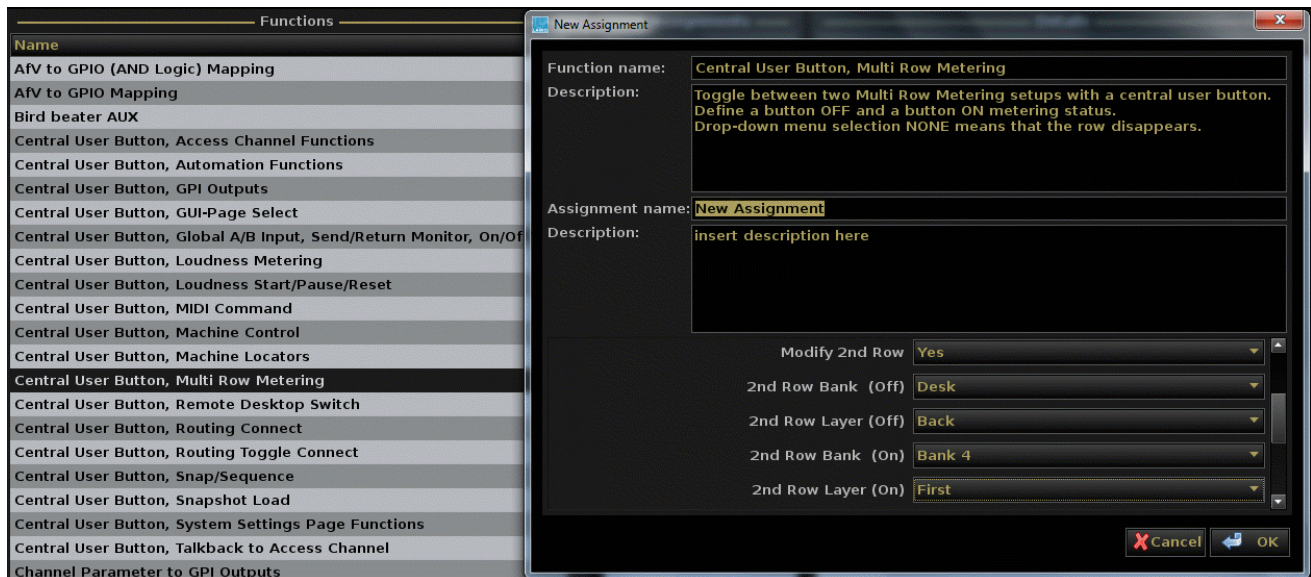 Functions
Name
AfV to GPIO (AND Logic) Mapping
AfV to GPIO Mapping
Bird beater AUX
Central User Button, Access Channel Functions
Central User Button, Automation Functions
Central User Button, GPI Outputs
Central User Button, GUI-Page Select
Central User Button, Global A/B Input, Send/Return Monitor, On/Of
Central User Button, Loudness Metering
Central User Button, Loudness Start/Pause/Reset
Central User Button, MIDI Command
Central User Button, Machine Control
Central User Button, Machine Locators
Central User Button, Multi Row Metering
Central User Button, Remote Desktop Switch
Central User Button, Routing Connect
Central User Button, Routing Toggle Connect
Central User Button, Snap/Sequence
Central User Button, Snapshot Load
Central User Button, System Settings Page Functions
Central User Button, Talkback to Access Channel
Channel Parameter to GPI Outputs
New Assignment
Function name: Central User Button, Multi Row Metering
Description: Toggle between two Multi Row Metering setups with a central user button.
Define a button OFF and a button ON metering status.
Drop-down menu selection NONE means that the row disappears.
Assignment name: New Assignment
Description: insert description here
Modify 2nd Row Yes
2nd Row Bank (Off) Desk
2nd Row Layer (Off) Back
2nd Row Bank (On) Bank 4
2nd Row Layer (On) First
Cancel OK